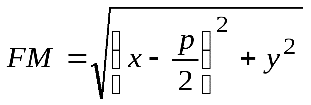 FM = √(▯ x − p/2 ▯)² + y²